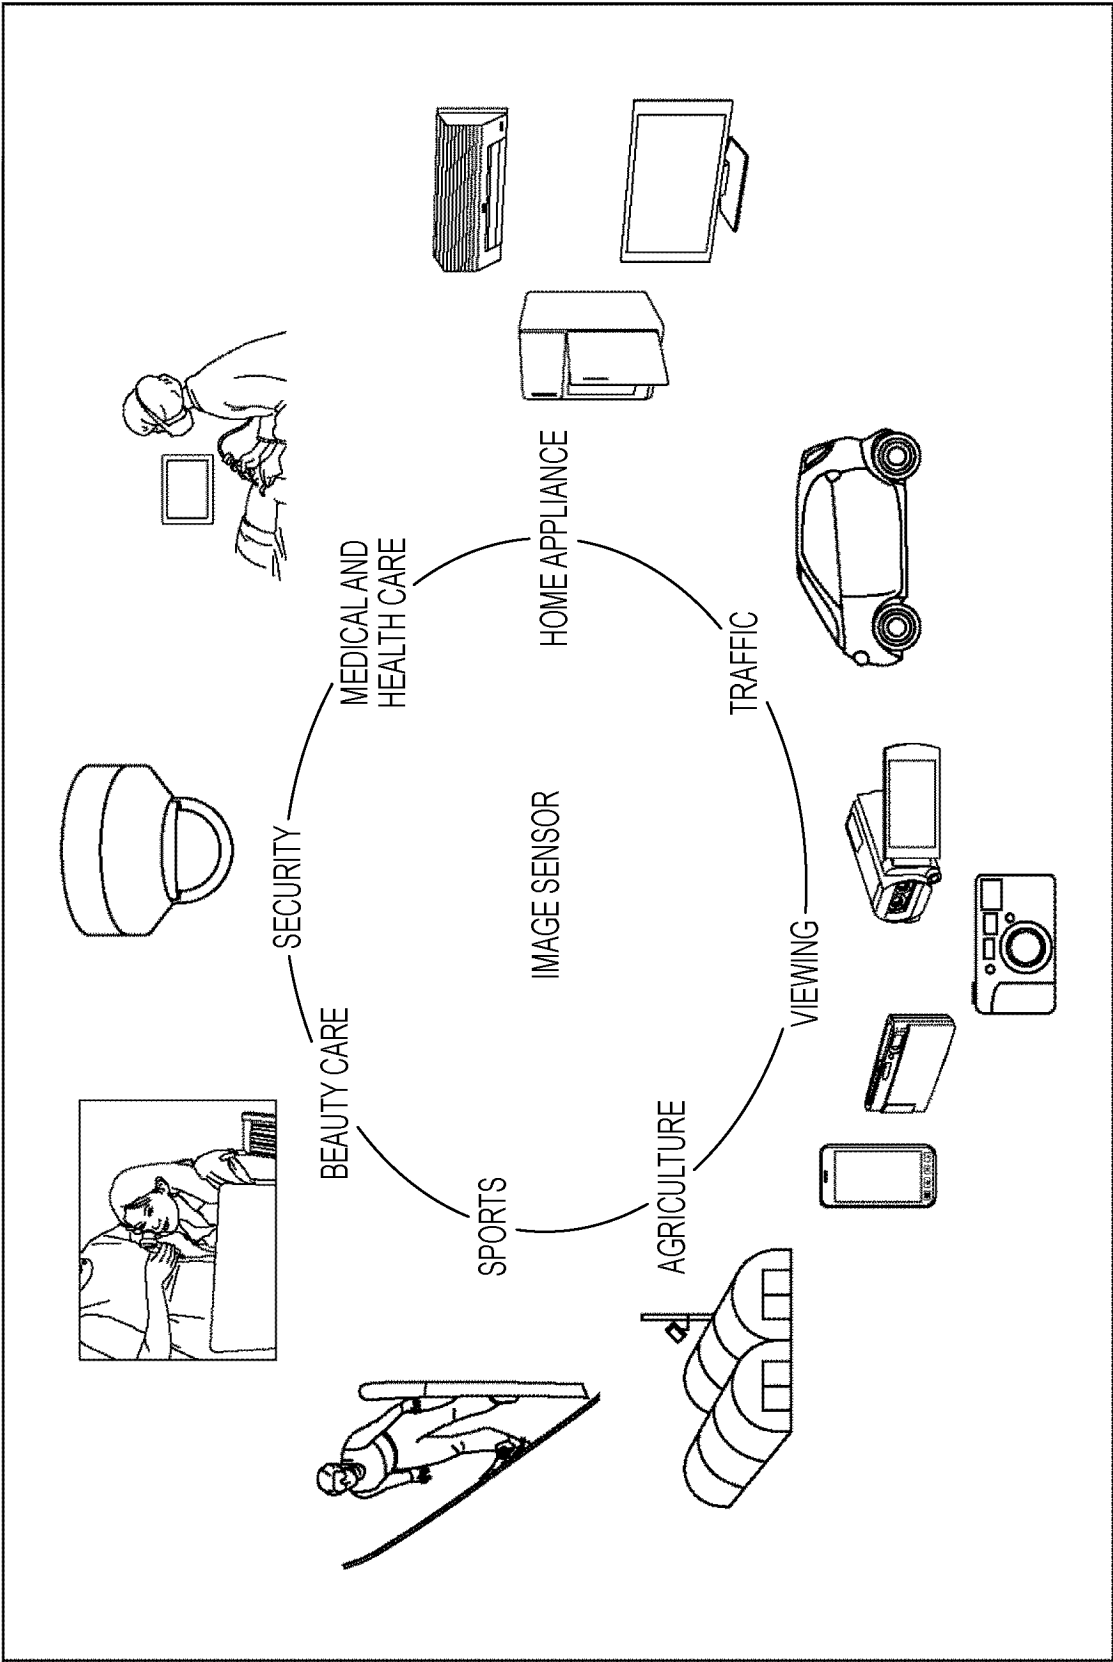 SECURITY
BEAUTY CARE
MEDICAL AND
HEALTH CARE
SPORTS
IMAGE SENSOR
HOME APPLIANCE
AGRICULTURE
TRAFFIC
VIEWING